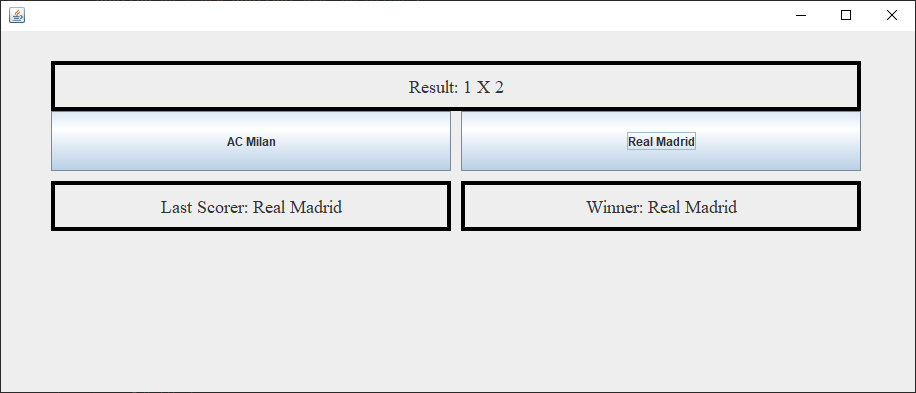 Result: 1 X 2
AC Milan
Real Madrid
Last Scorer: Real Madrid
Winner: Real Madrid